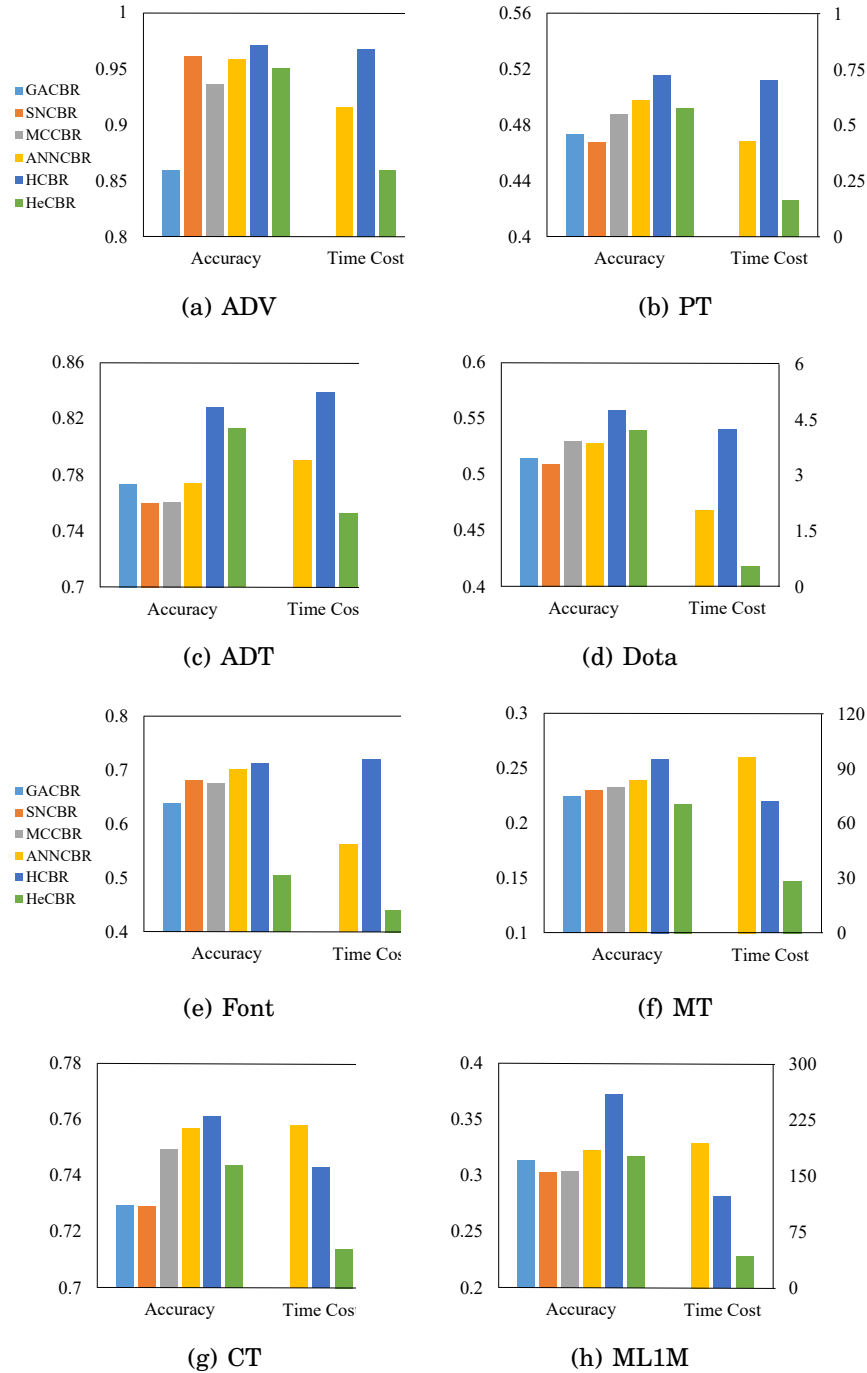 1
0.95
0.9
0.85
0.8
GACBR
SNCBR
MCCBR
ANNCBR
HCBR
HeCBR
Accuracy
Time Cost
(a) ADV
0.56
0.52
0.48
0.44
0.4
1
0.75
0.5
0.25
0
Accuracy
Time Cost
(b) PT
0.86
0.82
0.78
0.74
0.7
Accuracy
Time Cos
(c) ADT
0.6
0.55
0.5
0.45
0.4
6
4.5
3
1.5
0
Accuracy
Time Cost
(d) Dota
0.8
0.7
0.6
0.5
0.4
GACBR
SNCBR
MCCBR
ANNCBR
HCBR
HeCBR
Accuracy
Time Cos
(e) Font
0.3
0.25
0.2
0.15
0.1
120
90
60
30
0
Accuracy
Time Cost
(f) MT
0.78
0.76
0.74
0.72
0.7
Accuracy
Time Cost
(g) CT
0.4
0.35
0.3
0.25
0.2
300
225
150
75
0
Accuracy
Time Cost
(h) ML1M